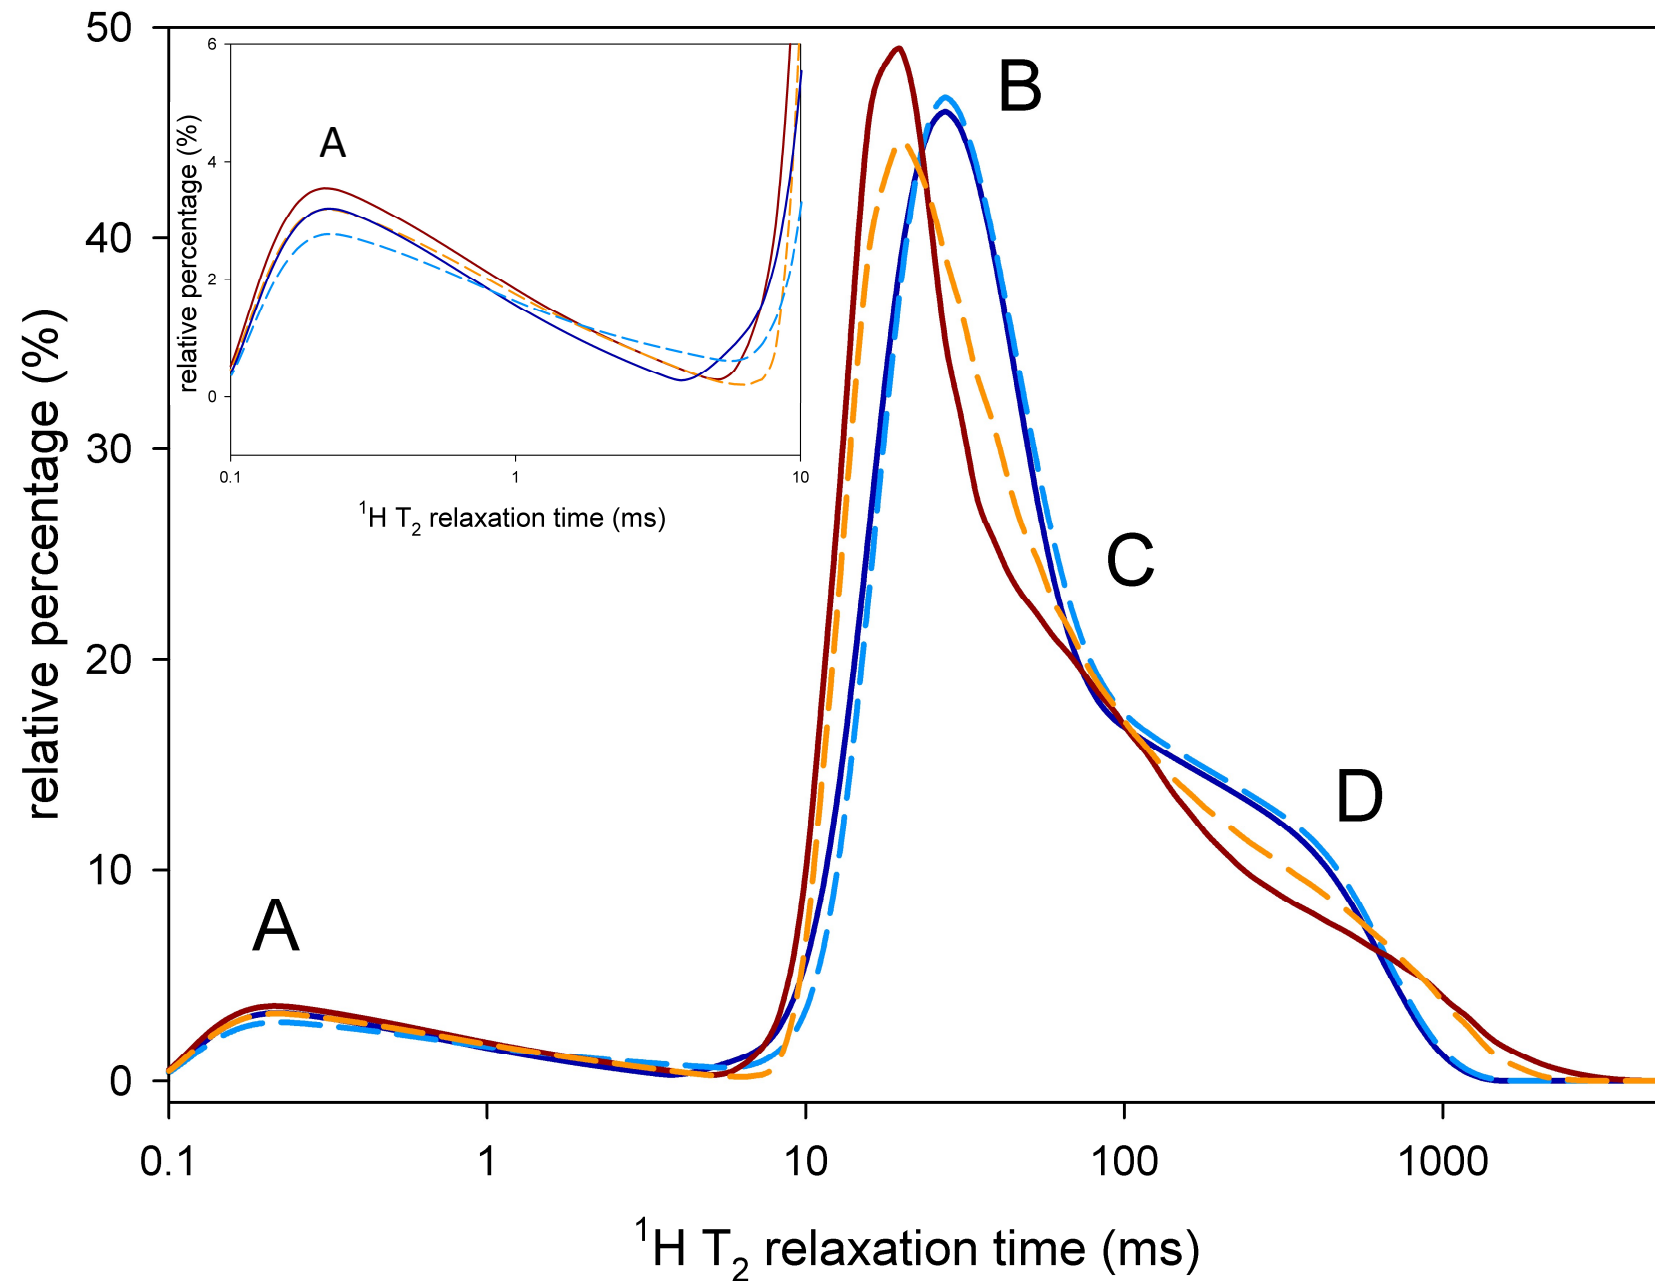 50
40
30
20
10
0
relative percentage (%)
0.1
1
10
100
1000
¹H T₂ relaxation time (ms)
A
B
C
D
6
4
2
0
relative percentage (%)
A
0.1
1
10
¹H T₂ relaxation time (ms)